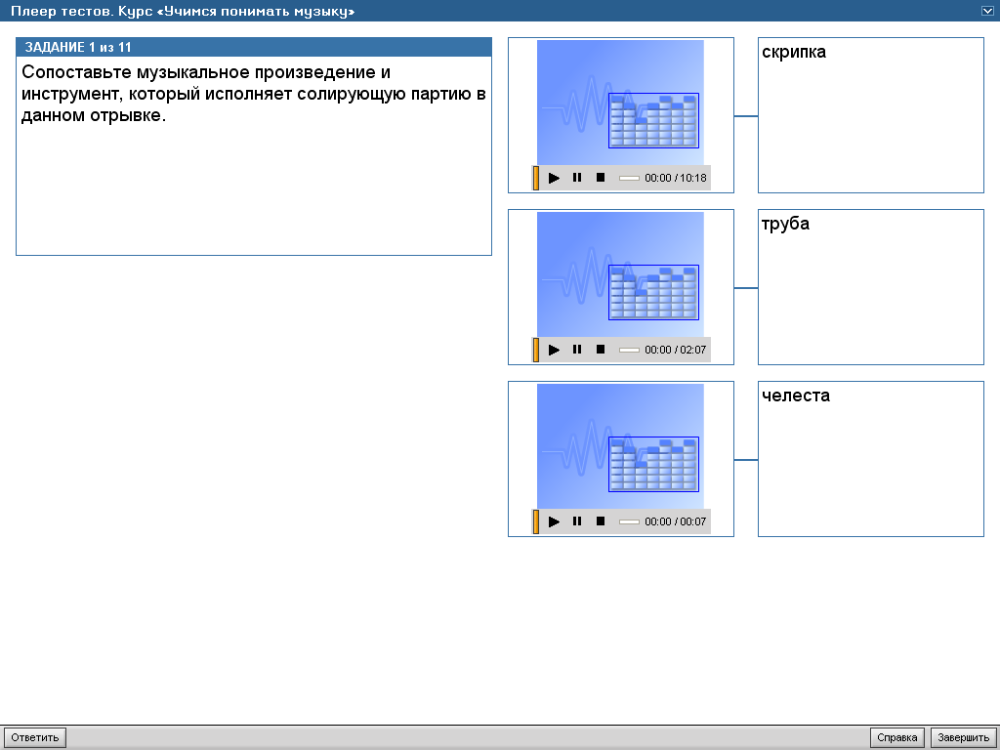 Плеер тестов. Курс «Учимся понимать музыку»
ЗАДАНИЕ 1 из 11
Сопоставьте музыкальное произведение и
инструмент, который исполняет солирующую партию в
данном отрывке.
00:00 / 10:18
скрипка
00:00 / 02:07
труба
00:00 / 00:07
челеста
Ответить
Справка
Завершить